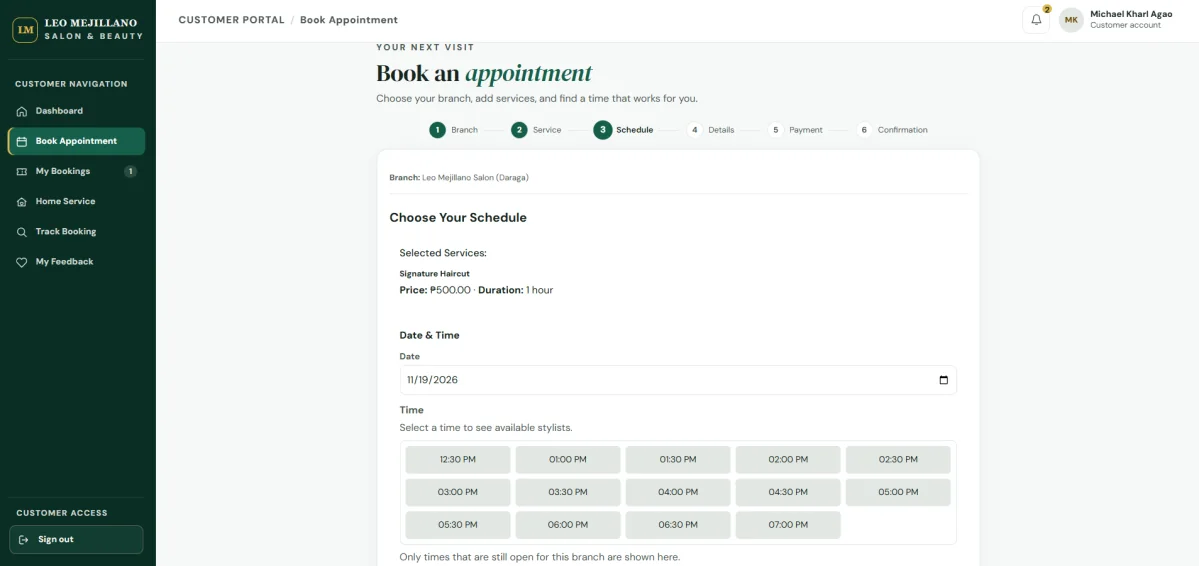 LM
LEO MEJILLANO
SALON & BEAUTY
CUSTOMER NAVIGATION
Dashboard
Book Appointment
My Bookings 1
Home Service
Track Booking
My Feedback
CUSTOMER ACCESS
Sign out
CUSTOMER PORTAL / Book Appointment
2
MK
Michael Kharl Agao
Customer account
YOUR NEXT VISIT
Book an appointment
Choose your branch, add services, and find a time that works for you.
1 Branch 2 Service 3 Schedule 4 Details 5 Payment 6 Confirmation
Branch: Leo Mejillano Salon (Daraga)
Choose Your Schedule
Selected Services:
Signature Haircut
Price: ₱500.00 · Duration: 1 hour
Date & Time
Date
11/19/2026
Time
Select a time to see available stylists.
12:30 PM 01:00 PM 01:30 PM 02:00 PM 02:30 PM
03:00 PM 03:30 PM 04:00 PM 04:30 PM 05:00 PM
05:30 PM 06:00 PM 06:30 PM 07:00 PM
Only times that are still open for this branch are shown here.